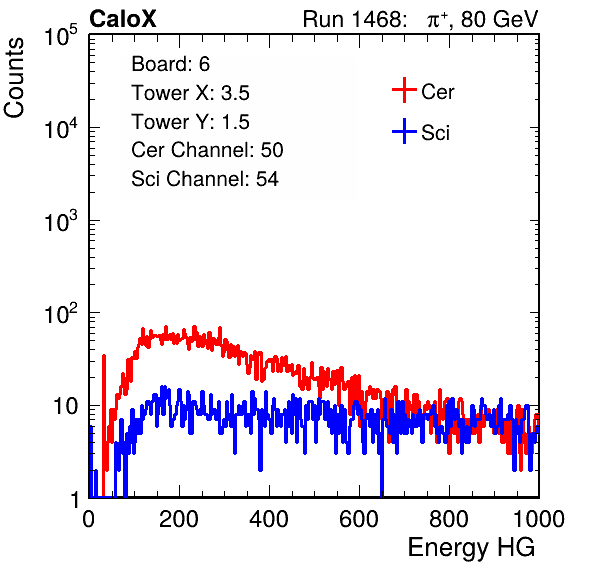 CaloX Run 1468: π⁺, 80 GeV
Counts
10⁵
10⁴
10³
10²
10
1
Board: 6
Tower X: 3.5
Tower Y: 1.5
Cer Channel: 50
Sci Channel: 54
Cer
Sci
0 200 400 600 800 1000
Energy HG